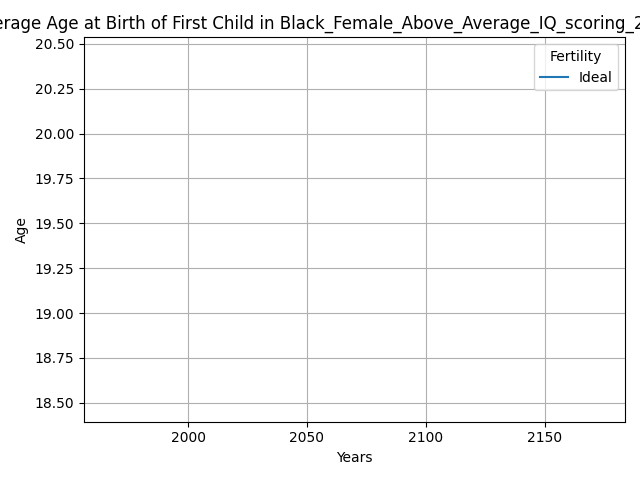 erage Age at Birth of First Child in Black_Female_Above_Average_IQ_scoring_2
Fertility
Ideal
20.50
20.25
20.00
19.75
19.50
19.25
19.00
18.75
18.50
Age
2000 2050 2100 2150
Years